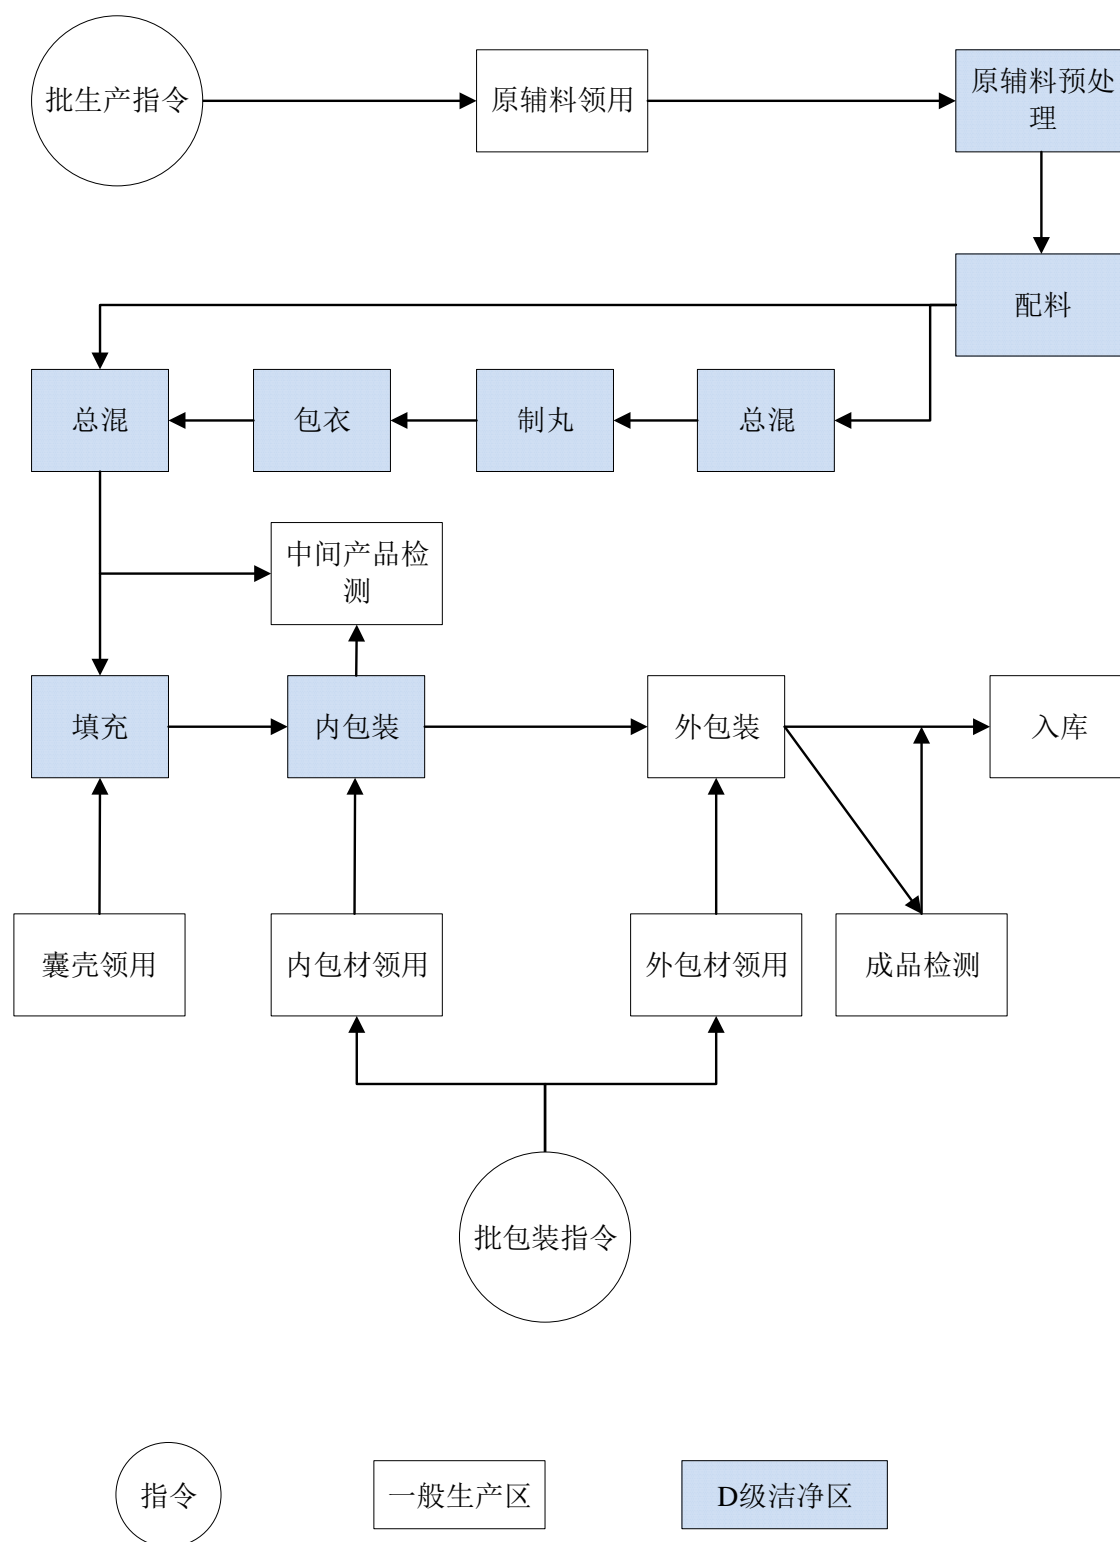 批生产指令
原辅料领用
原辅料预处
理
配料
总混
包衣
制丸
总混
中间产品检
测
填充
内包装
外包装
入库
囊壳领用
内包材领用
外包材领用
成品检测
批包装指令
指令
一般生产区
D级洁净区